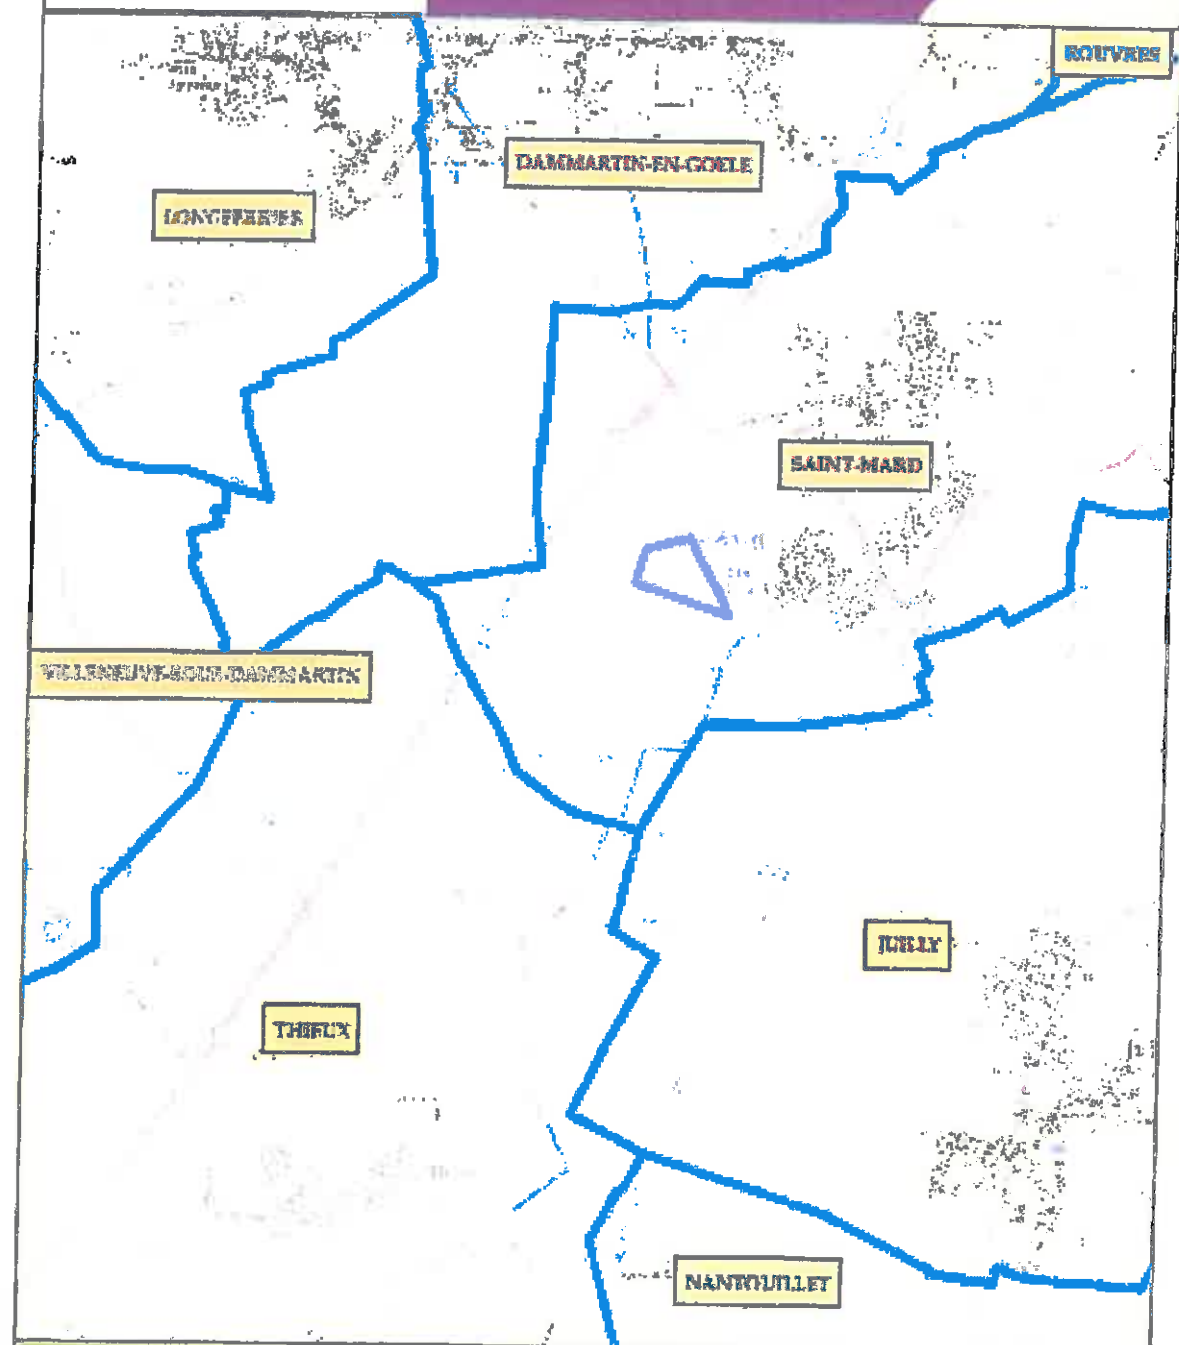 ROUVRES
DAMMARTIN-EN-GOELE
LONGPERRIER
SAINT-MARD
VILLENEUVE-SOUS-DAMMARTIN
JUILLY
THIEUX
NANTOUILLET